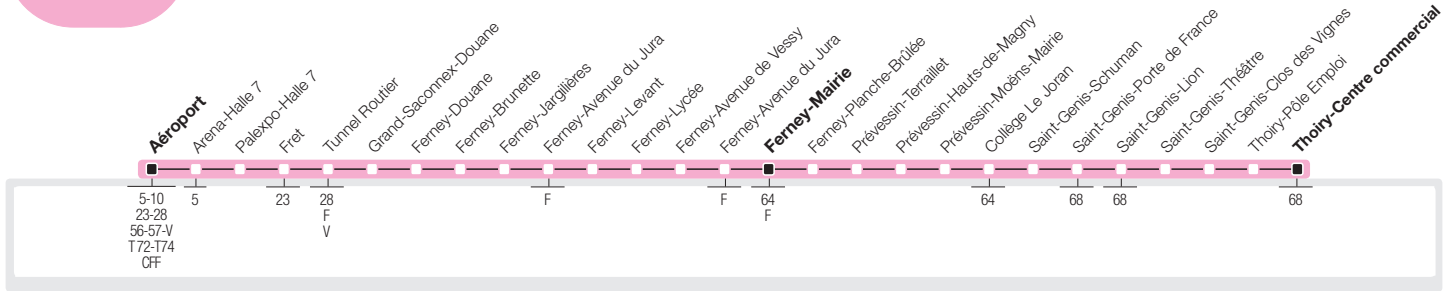 Aéroport
Arena-Halle 7
Palexpo-Halle 7
Fret
Tunnel Routier
Grand-Saconnex-Douane
Ferney-Douane
Ferney-Brunette
Ferney-Jargilières
Ferney-Avenue du Jura
Ferney-Levant
Ferney-Lycée
Ferney-Avenue de Vessy
Ferney-Avenue du Jura
Ferney-Mairie
Ferney-Planche-Brûlée
Prévessin-Terraillet
Prévessin-Hauts-de-Magny
Prévessin-Moëns-Mairie
Collège Le Joran
Saint-Genis-Schuman
Saint-Genis-Porte de France
Saint-Genis-Lion
Saint-Genis-Théâtre
Saint-Genis-Clos des Vignes
Thoiry-Pôle Emploi
Thoiry-Centre commercial
5-10
23-28
56-57-V
T 72-T74
CFF
5
23
28
F
V
F
F
64
F
64
68
68
68